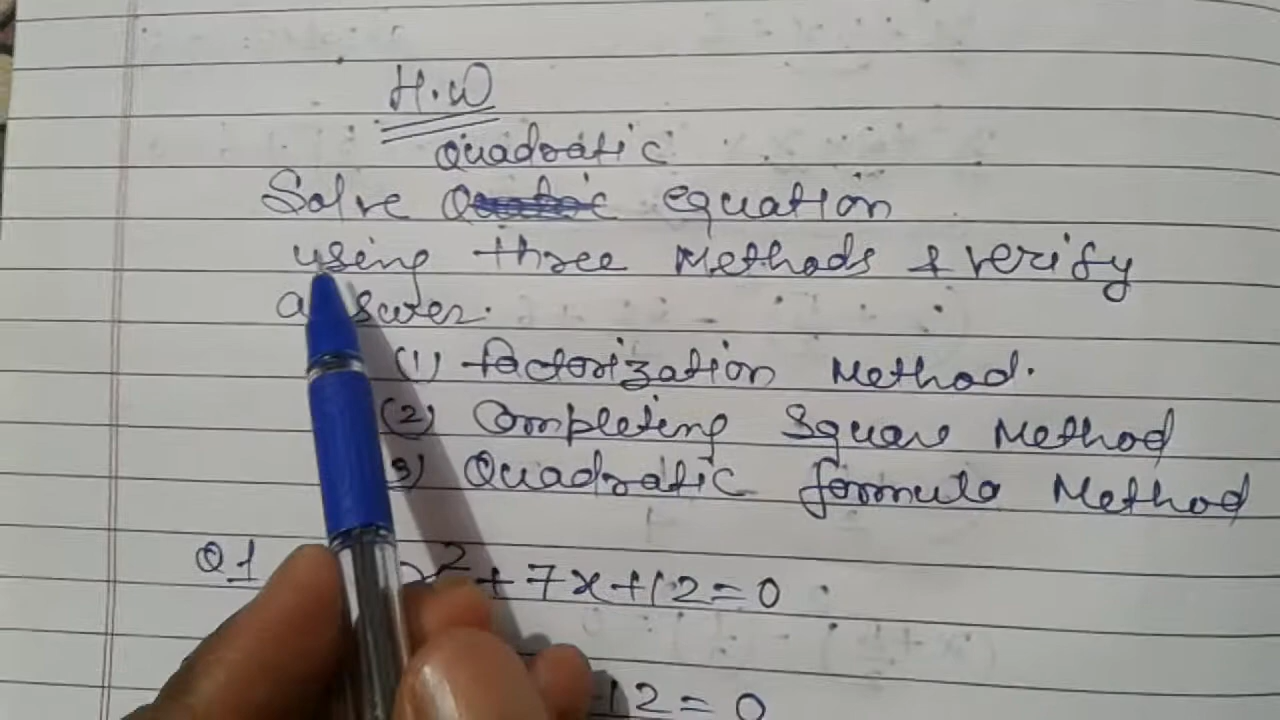 H.W
Quadratic
Solve equation
using three Methods & verify
answer.
(1) factorization Method.
(2) Completing Square Method
3) Quadratic formula Method
Q1 x² + 7x + 12 = 0
12 = 0